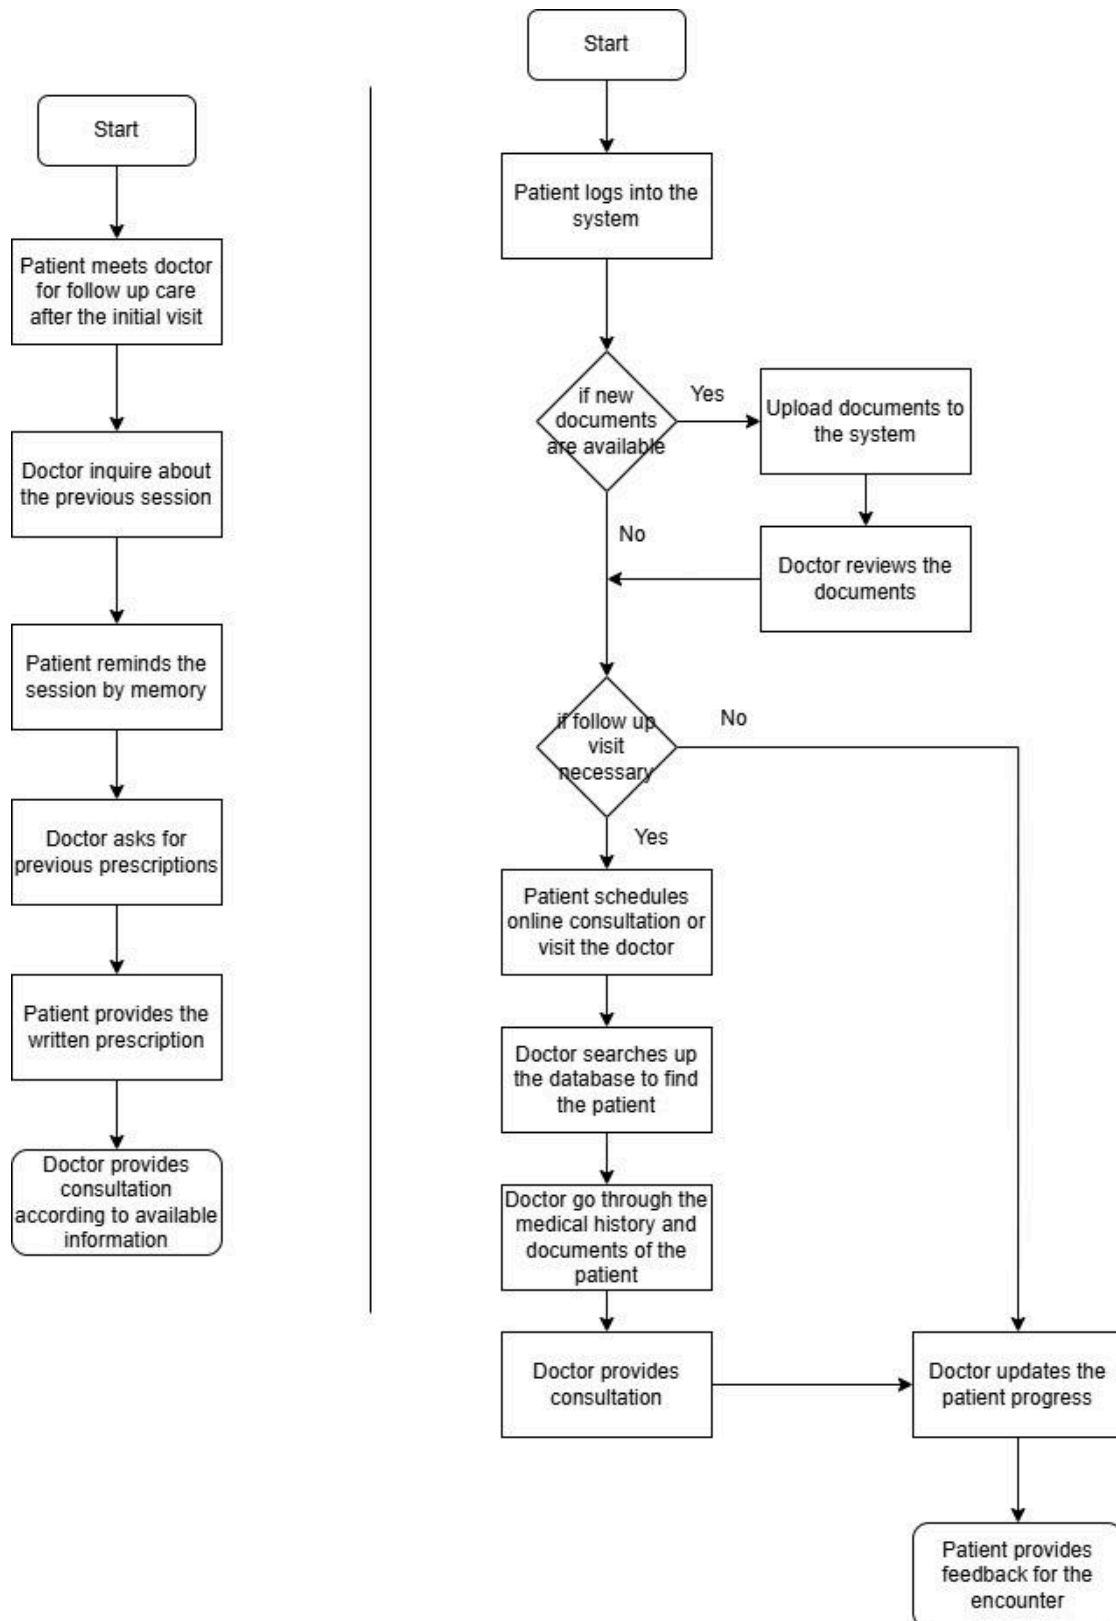 Start
Patient meets doctor
for follow up care
after the initial visit
Doctor inquire about
the previous session
Patient reminds the
session by memory
Doctor asks for
previous prescriptions
Patient provides the
written prescription
Doctor provides
consultation
according to available
information
Start
Patient logs into the
system
if new
documents
are available
Yes
Upload documents to
the system
Doctor reviews the
documents
No
if follow up
visit
necessary
No
Yes
Patient schedules
online consultation or
visit the doctor
Doctor searches up
the database to find
the patient
Doctor go through the
medical history and
documents of the
patient
Doctor provides
consultation
Doctor updates the
patient progress
Patient provides
feedback for the
encounter